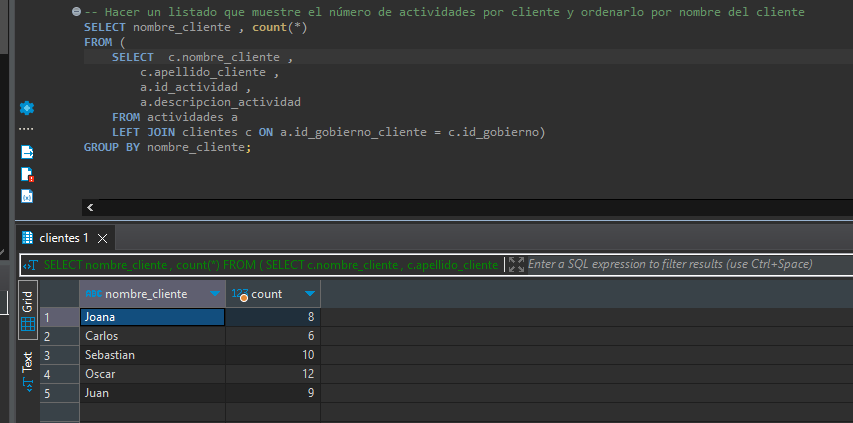 -- Hacer un listado que muestre el número de actividades por cliente y ordenarlo por nombre del cliente
SELECT nombre_cliente , count(*)
FROM (
SELECT c.nombre_cliente ,
c.apellido_cliente ,
a.id_actividad ,
a.descripcion_actividad
FROM actividades a
LEFT JOIN clientes c ON a.id_gobierno_cliente = c.id_gobierno)
GROUP BY nombre_cliente;
clientes 1
SELECT nombre_cliente , count(*) FROM ( SELECT c.nombre_cliente , c.apellido_cliente
Enter a SQL expression to filter results (use Ctrl+Space)
Grid
Text
nombre_cliente count
1 Joana 8
2 Carlos 6
3 Sebastian 10
4 Oscar 12
5 Juan 9